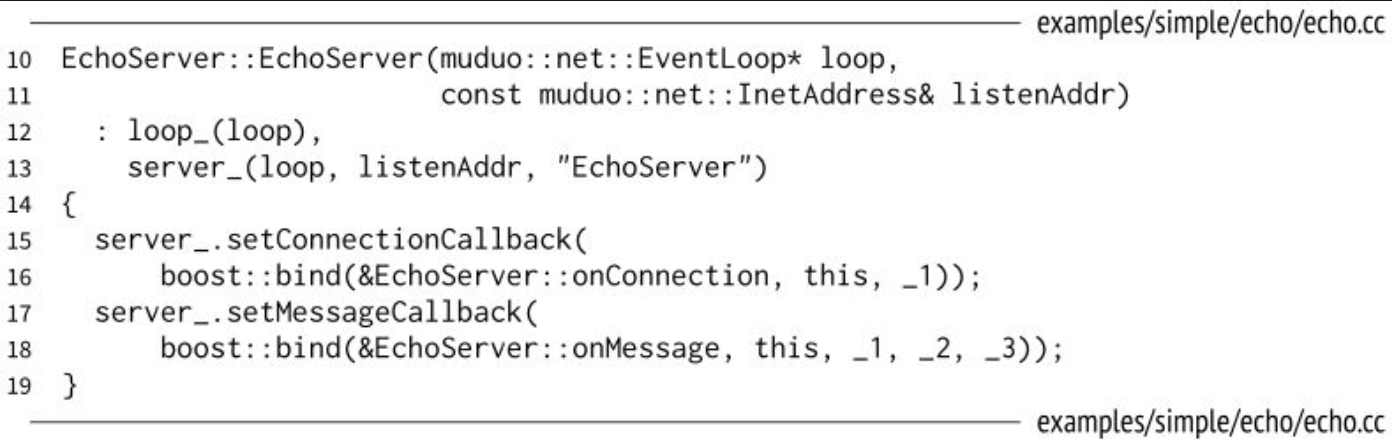 examples/simple/echo/echo.cc
10 EchoServer::EchoServer(muduo::net::EventLoop* loop,
11                        const muduo::net::InetAddress& listenAddr)
12   : loop_(loop),
13     server_(loop, listenAddr, "EchoServer")
14 {
15   server_.setConnectionCallback(
16       boost::bind(&EchoServer::onConnection, this, _1));
17   server_.setMessageCallback(
18       boost::bind(&EchoServer::onMessage, this, _1, _2, _3));
19 }
examples/simple/echo/echo.cc